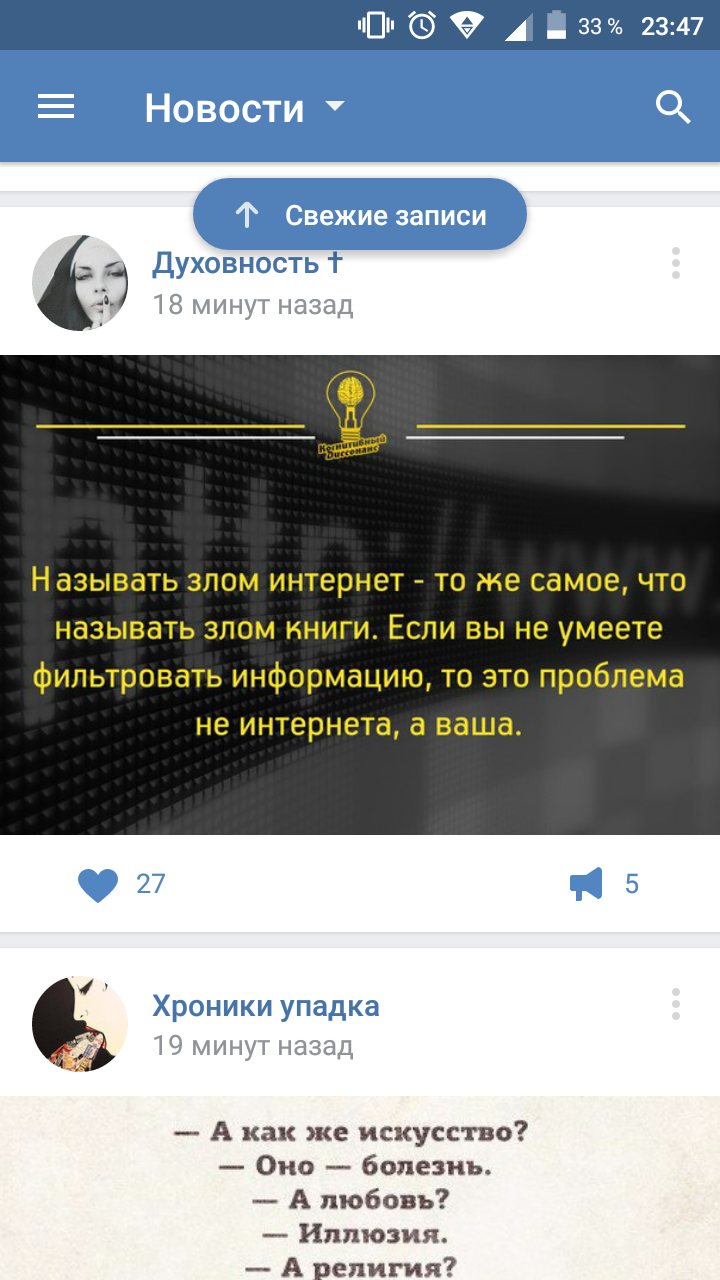 33 % 23:47
Новости
Свежие записи
Духовность †
18 минут назад
Когнитивный
Диссонанс
http://www.
Называть злом интернет - то же самое, что
называть злом книги. Если вы не умеете
фильтровать информацию, то это проблема
не интернета, а ваша.
27 5
Хроники упадка
19 минут назад
— А как же искусство?
— Оно — болезнь.
— А любовь?
— Иллюзия.
— А религия?